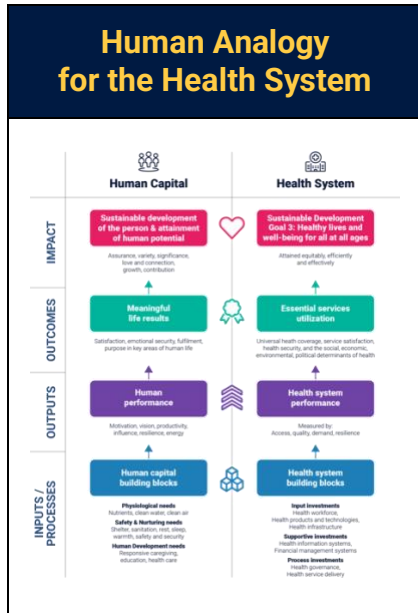 Human Analogy
for the Health System
Human Capital
Health System
IMPACT
Sustainable development
of the person & attainment
of human potential
Assurance, variety, significance,
love and connection,
growth, contribution
Sustainable Development
Goal 3: Healthy lives and
well-being for all at all ages
Attained equitably, efficiently
and effectively
OUTCOMES
Meaningful
life results
Satisfaction, emotional security, fulfilment,
purpose in key areas of human life
Essential services
utilization
Universal heath coverage, service satisfaction,
health security, and the social, economic,
environmental, political determinants of health
OUTPUTS
Human
performance
Motivation, vision, productivity,
influence, resilience, energy
Health system
performance
Measured by:
Access, quality, demand, resilience
INPUTS /
PROCESSES
Human capital
building blocks
Physiological needs
Nutrients, clean water, clean air
Safety & Nurturing needs
Shelter, sanitation, rest, sleep,
warmth, safety and security
Human Development needs
Responsive caregiving,
education, health care
Health system
building blocks
Input investments
Health workforce,
Health products and technologies,
Health infrastructure
Supportive investments
Health information systems,
Financial management systems
Process investments
Health governance,
Health service delivery